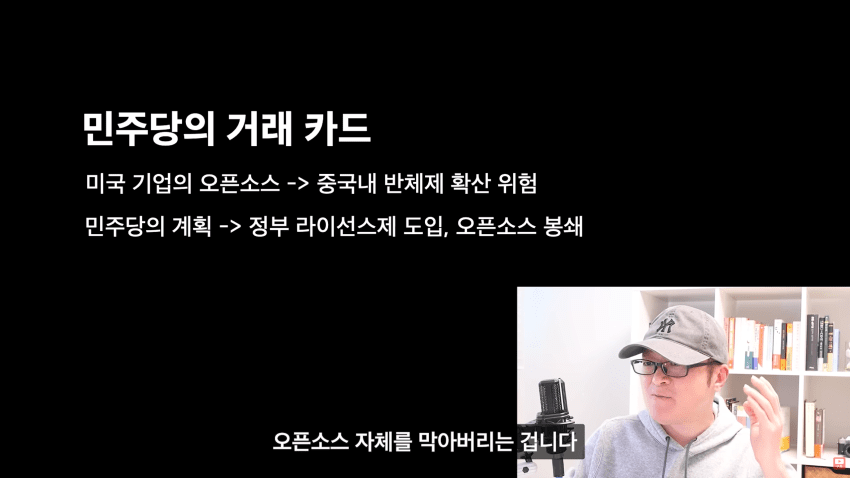 민주당의 거래 카드
미국 기업의 오픈소스 -> 중국내 반체제 확산 위험
민주당의 계획 -> 정부 라이선스제 도입, 오픈소스 봉쇄
오픈소스 자체를 막아버리는 겁니다